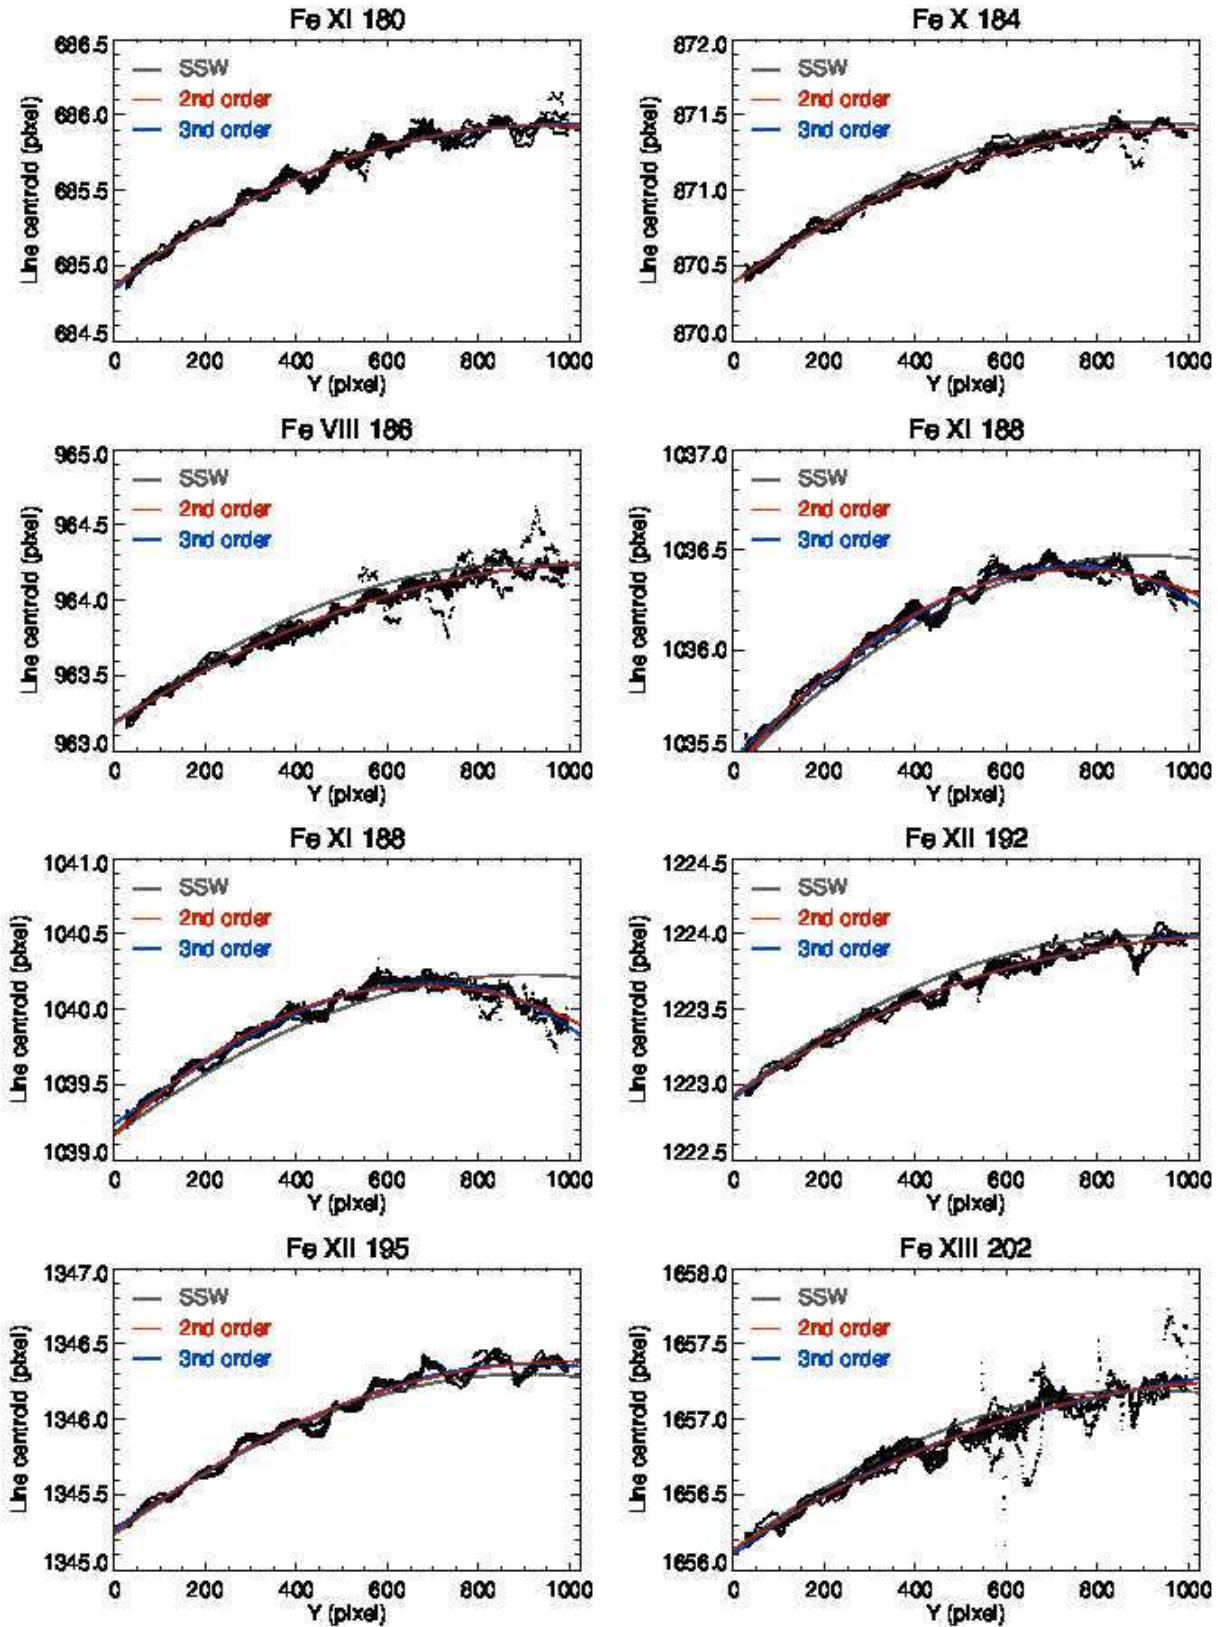 Fe XI 180
686.5
686.0
685.5
685.0
684.5
Line centroid (pixel)
SSW
2nd order
3nd order
0 200 400 600 800 1000
Y (pixel)
Fe X 184
872.0
871.5
871.0
870.5
870.0
Line centroid (pixel)
SSW
2nd order
3nd order
0 200 400 600 800 1000
Y (pixel)
Fe VIII 186
965.0
964.5
964.0
963.5
963.0
Line centroid (pixel)
SSW
2nd order
3nd order
0 200 400 600 800 1000
Y (pixel)
Fe XI 188
1037.0
1036.5
1036.0
1035.5
Line centroid (pixel)
SSW
2nd order
3nd order
0 200 400 600 800 1000
Y (pixel)
Fe XI 188
1041.0
1040.5
1040.0
1039.5
1039.0
Line centroid (pixel)
SSW
2nd order
3nd order
0 200 400 600 800 1000
Y (pixel)
Fe XII 192
1224.5
1224.0
1223.5
1223.0
1222.5
Line centroid (pixel)
SSW
2nd order
3nd order
0 200 400 600 800 1000
Y (pixel)
Fe XII 195
1347.0
1346.5
1346.0
1345.5
1345.0
Line centroid (pixel)
SSW
2nd order
3nd order
0 200 400 600 800 1000
Y (pixel)
Fe XIII 202
1658.0
1657.5
1657.0
1656.5
1656.0
Line centroid (pixel)
SSW
2nd order
3nd order
0 200 400 600 800 1000
Y (pixel)